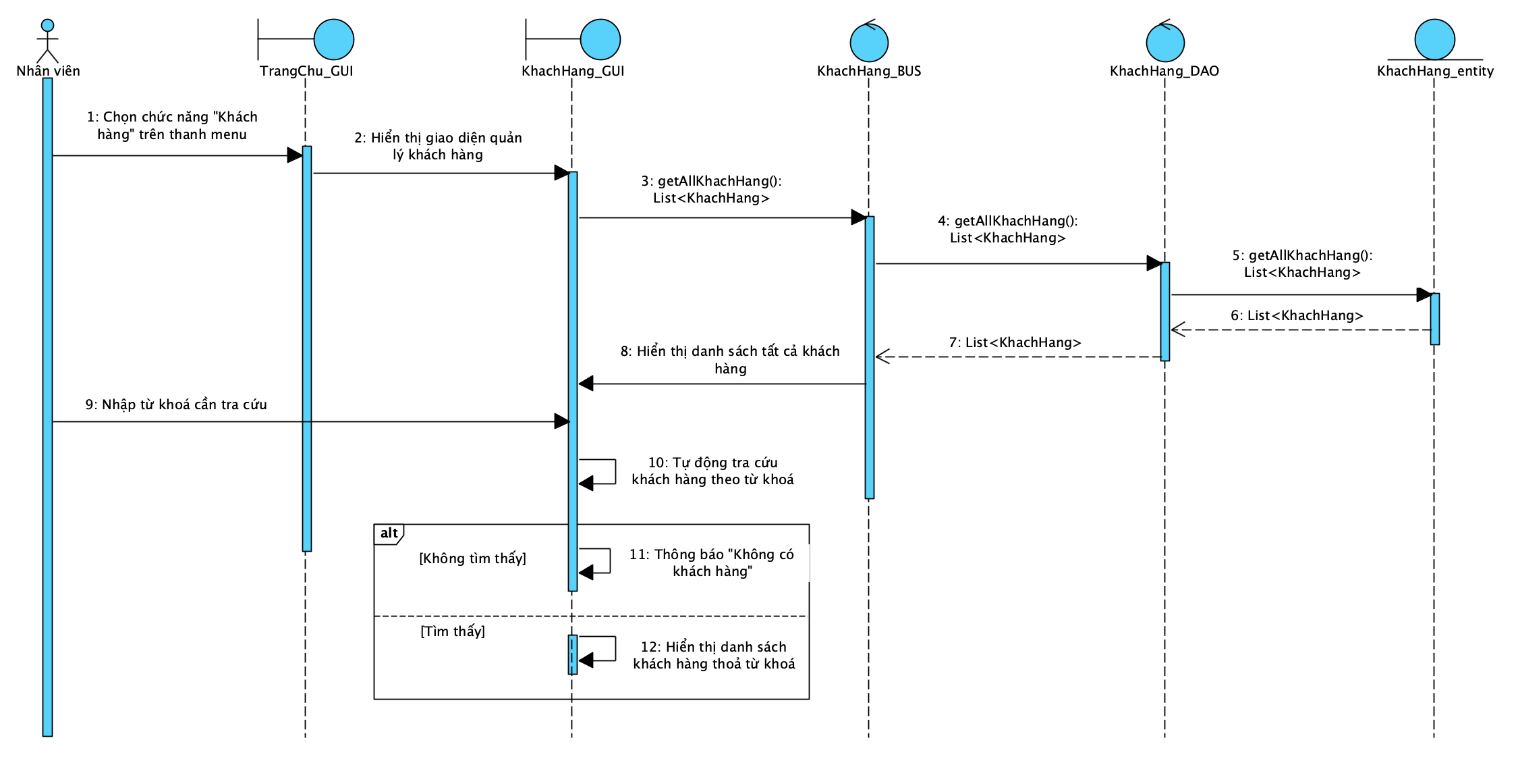 Nhân viên
TrangChu_GUI
KhachHang_GUI
KhachHang_BUS
KhachHang_DAO
KhachHang_entity
1: Chọn chức năng "Khách
hàng" trên thanh menu
2: Hiển thị giao diện quản
lý khách hàng
3: getAllKhachHang():
List<KhachHang>
4: getAllKhachHang():
List<KhachHang>
5: getAllKhachHang():
List<KhachHang>
6: List<KhachHang>
7: List<KhachHang>
8: Hiển thị danh sách tất cả khách
hàng
9: Nhập từ khoá cần tra cứu
10: Tự động tra cứu
khách hàng theo từ khoá
alt
[Không tìm thấy]
11: Thông báo "Không có
khách hàng"
[Tìm thấy]
12: Hiển thị danh sách
khách hàng thoả từ khoá